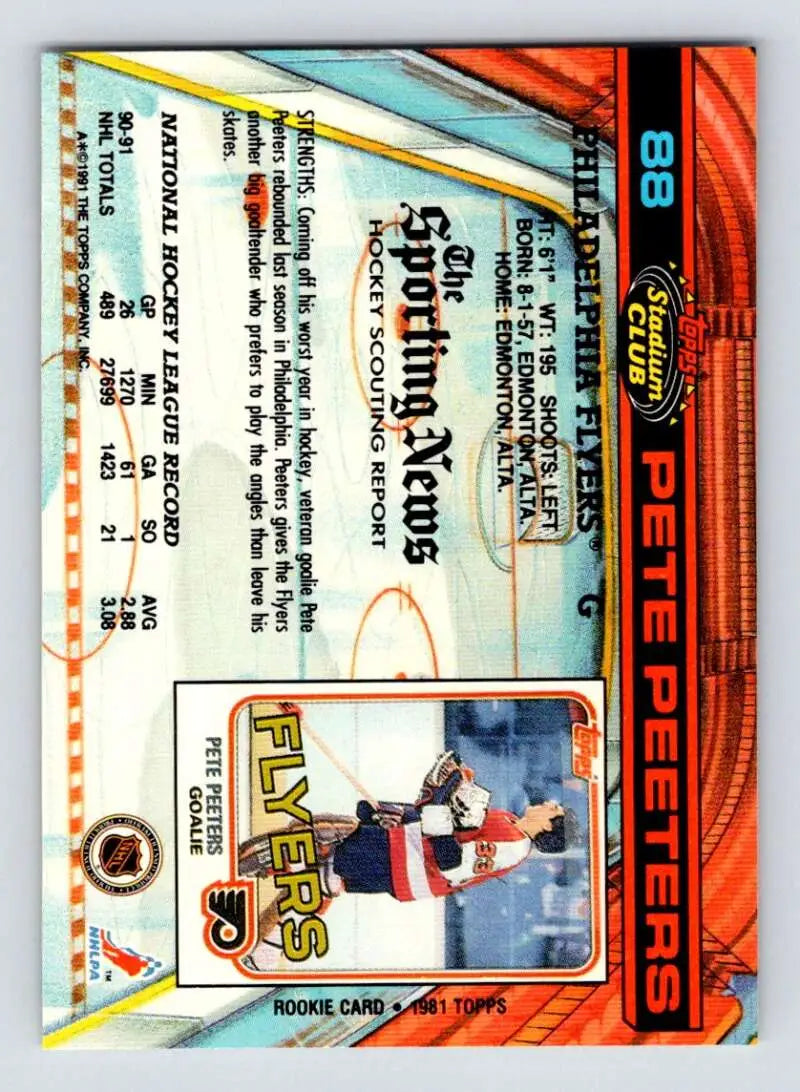 88
TOPPS
Stadium
CLUB
PETE PEETERS
PHILADELPHIA FLYERS® G
HT: 6'1" WT: 195 SHOOTS: LEFT
BORN: 8-1-57, EDMONTON, ALTA.
HOME: EDMONTON, ALTA.
The
Sporting News
HOCKEY SCOUTING REPORT
STRENGTHS: Coming off his worst year in hockey, veteran goalie Pete
Peeters rebounded last season in Philadelphia. Peeters gives the Flyers
another big goaltender who prefers to play the angles than leave his
skates.
NATIONAL HOCKEY LEAGUE RECORD
GP MIN GA SO AVG
90-91 26 1270 61 1 2.88
NHL TOTALS 489 27699 1423 21 3.08
A*©1991 THE TOPPS COMPANY, INC.
Topps
33
FLYERS
PETE PEETERS
GOALIE
ROOKIE CARD • 1981 TOPPS
NHL
NHLPA
™